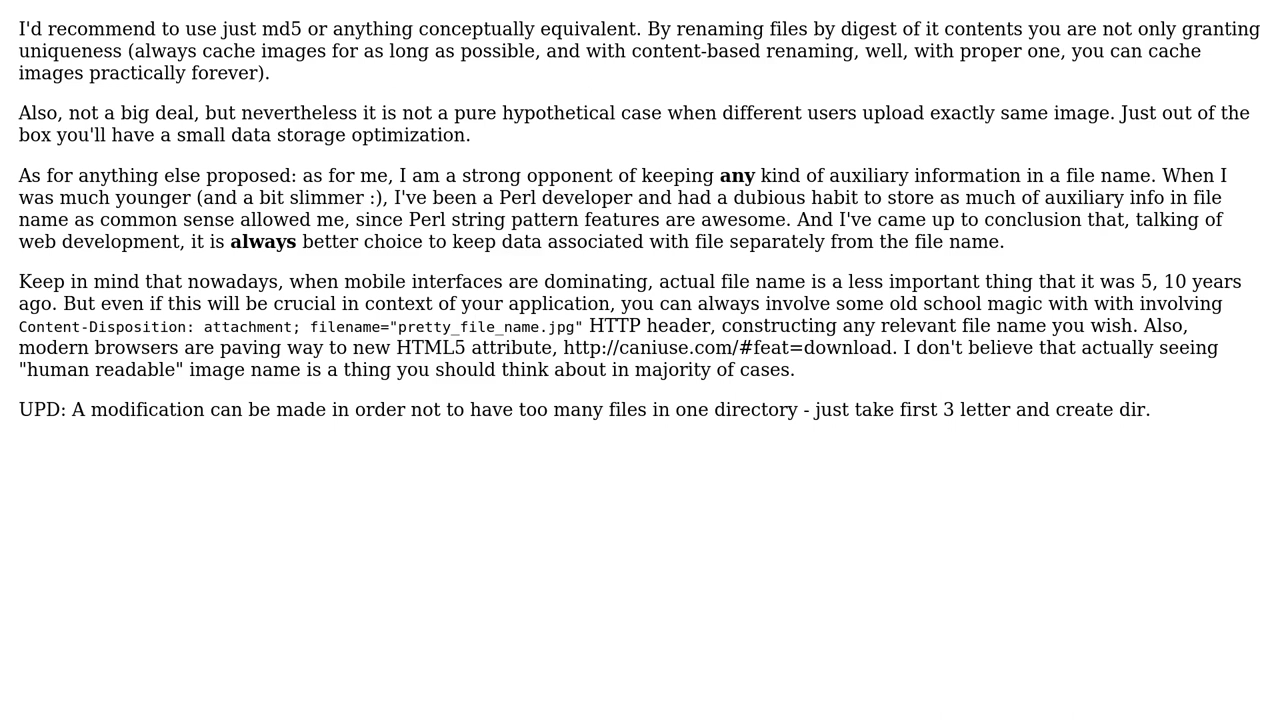 I'd recommend to use just md5 or anything conceptually equivalent. By renaming files by digest of it contents you are not only granting
uniqueness (always cache images for as long as possible, and with content-based renaming, well, with proper one, you can cache
images practically forever).
Also, not a big deal, but nevertheless it is not a pure hypothetical case when different users upload exactly same image. Just out of the
box you'll have a small data storage optimization.
As for anything else proposed: as for me, I am a strong opponent of keeping any kind of auxiliary information in a file name. When I
was much younger (and a bit slimmer :), I've been a Perl developer and had a dubious habit to store as much of auxiliary info in file
name as common sense allowed me, since Perl string pattern features are awesome. And I've came up to conclusion that, talking of
web development, it is always better choice to keep data associated with file separately from the file name.
Keep in mind that nowadays, when mobile interfaces are dominating, actual file name is a less important thing that it was 5, 10 years
ago. But even if this will be crucial in context of your application, you can always involve some old school magic with with involving
Content-Disposition: attachment; filename="pretty_file_name.jpg" HTTP header, constructing any relevant file name you wish. Also,
modern browsers are paving way to new HTML5 attribute, http://caniuse.com/#feat=download. I don't believe that actually seeing
"human readable" image name is a thing you should think about in majority of cases.
UPD: A modification can be made in order not to have too many files in one directory - just take first 3 letter and create dir.